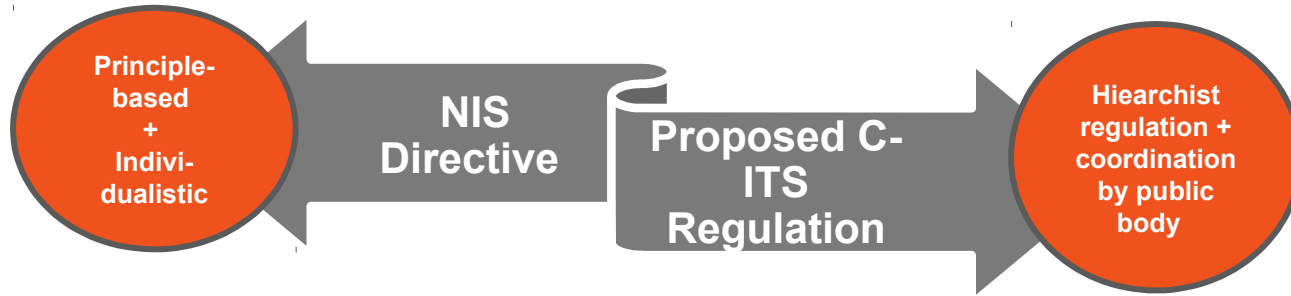 Principle-
based
+
Indivi-
dualistic
NIS
Directive
Proposed C-
ITS
Regulation
Hiearchist
regulation +
coordination
by public
body